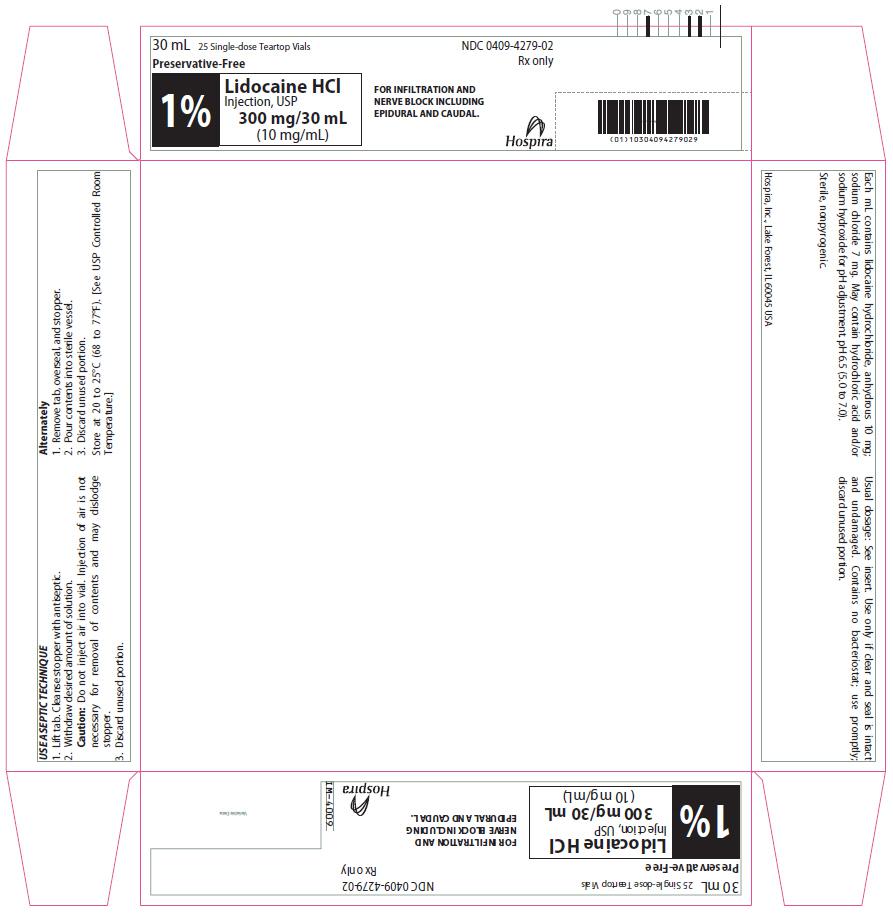 0 9 8 7 6 5 4 3 2 1
30 mL 25 Single-dose Teartop Vials
NDC 0409-4279-02
Preservative-Free
Rx only
1%
Lidocaine HCl
Injection, USP
300 mg/30 mL
(10 mg/mL)
FOR INFILTRATION AND
NERVE BLOCK INCLUDING
EPIDURAL AND CAUDAL.
Hospira
(01)10304094279029
USE ASEPTIC TECHNIQUE
1. Lift tab. Cleanse stopper with antiseptic.
2. Withdraw desired amount of solution.
Caution: Do not inject air into vial. Injection of air is not
necessary for removal of contents and may dislodge
stopper.
3. Discard unused portion.
Alternately
1. Remove tab, overseal, and stopper.
2. Pour contents into sterile vessel.
3. Discard unused portion.
Store at 20 to 25°C (68 to 77°F). [See USP Controlled Room
Temperature.]
Each mL contains lidocaine hydrochloride, anhydrous 10 mg;
sodium chloride 7 mg. May contain hydrochloric acid and/or
sodium hydroxide for pH adjustment. pH 6.5 (5.0 to 7.0).
Sterile, nonpyrogenic.
Hospira, Inc., Lake Forest, IL 60045 USA
Usual dosage: See insert. Use only if clear and seal is intact
and undamaged. Contains no bacteriostat; use promptly;
discard unused portion.
30 mL 25 Single-dose Teartop Vials
NDC 0409-4279-02
Preservative-Free
Rx only
1%
Lidocaine HCl
Injection, USP
300 mg/30 mL
(10 mg/mL)
FOR INFILTRATION AND
NERVE BLOCK INCLUDING
EPIDURAL AND CAUDAL.
Hospira
IM-4009
Variable Data